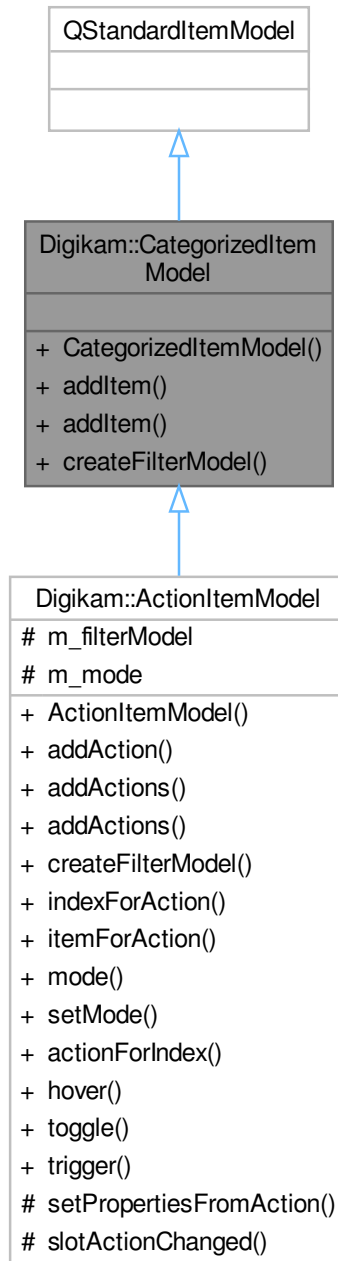 QStandardItemModel
Digikam::CategorizedItem
Model
+ CategorizedItemModel()
+ addItem()
+ addItem()
+ createFilterModel()
Digikam::ActionItemModel
# m_filterModel
# m_mode
+ ActionItemModel()
+ addAction()
+ addActions()
+ addActions()
+ createFilterModel()
+ indexForAction()
+ itemForAction()
+ mode()
+ setMode()
+ actionForIndex()
+ hover()
+ toggle()
+ trigger()
# setPropertiesFromAction()
# slotActionChanged()